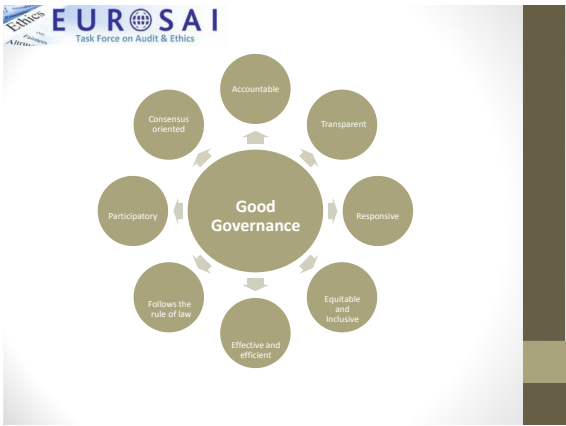 Ethics
EUROSAI
Task Force on Audit & Ethics
Accountable
Transparent
Responsive
Equitable
and
Inclusive
Effective and
efficient
Follows the
rule of law
Participatory
Consensus
oriented
Good
Governance